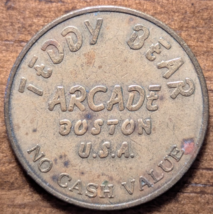 TEDDY BEAR
ARCADE
BOSTON
U.S.A.
NO CASH VALUE